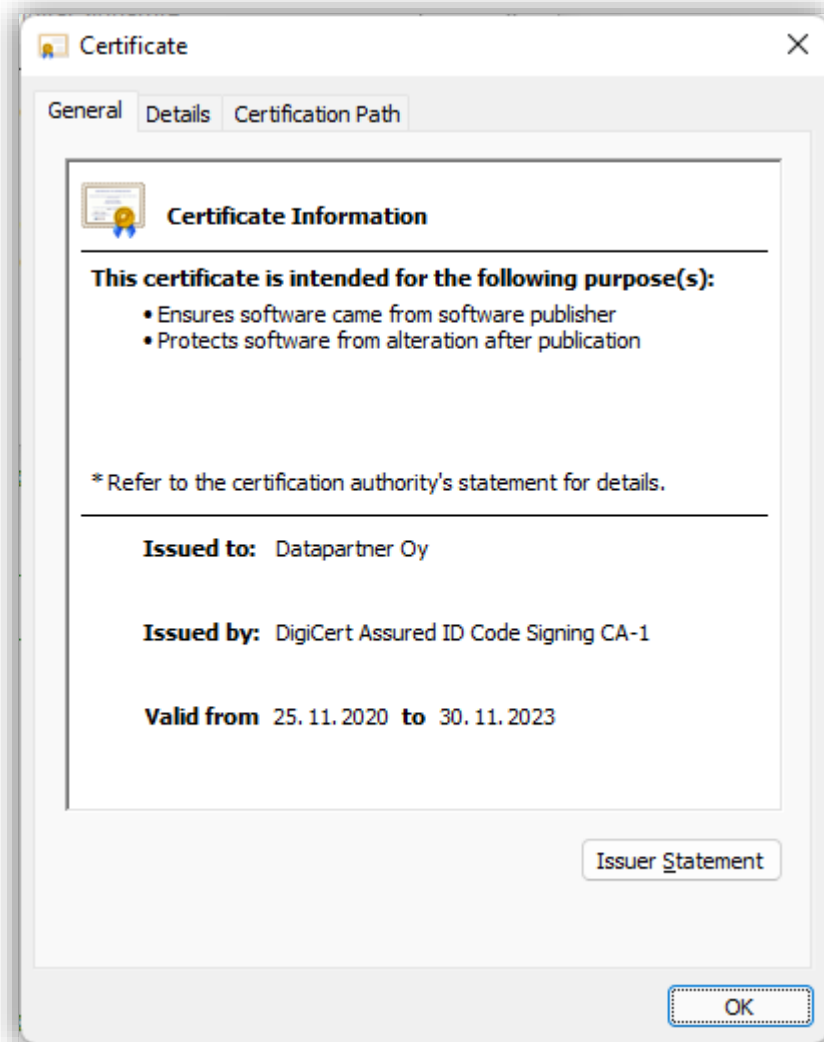 Certificate
General Details Certification Path
Certificate Information
This certificate is intended for the following purpose(s):
• Ensures software came from software publisher
• Protects software from alteration after publication
* Refer to the certification authority's statement for details.
Issued to: Datapartner Oy
Issued by: DigiCert Assured ID Code Signing CA-1
Valid from 25.11.2020 to 30.11.2023
Issuer Statement
OK